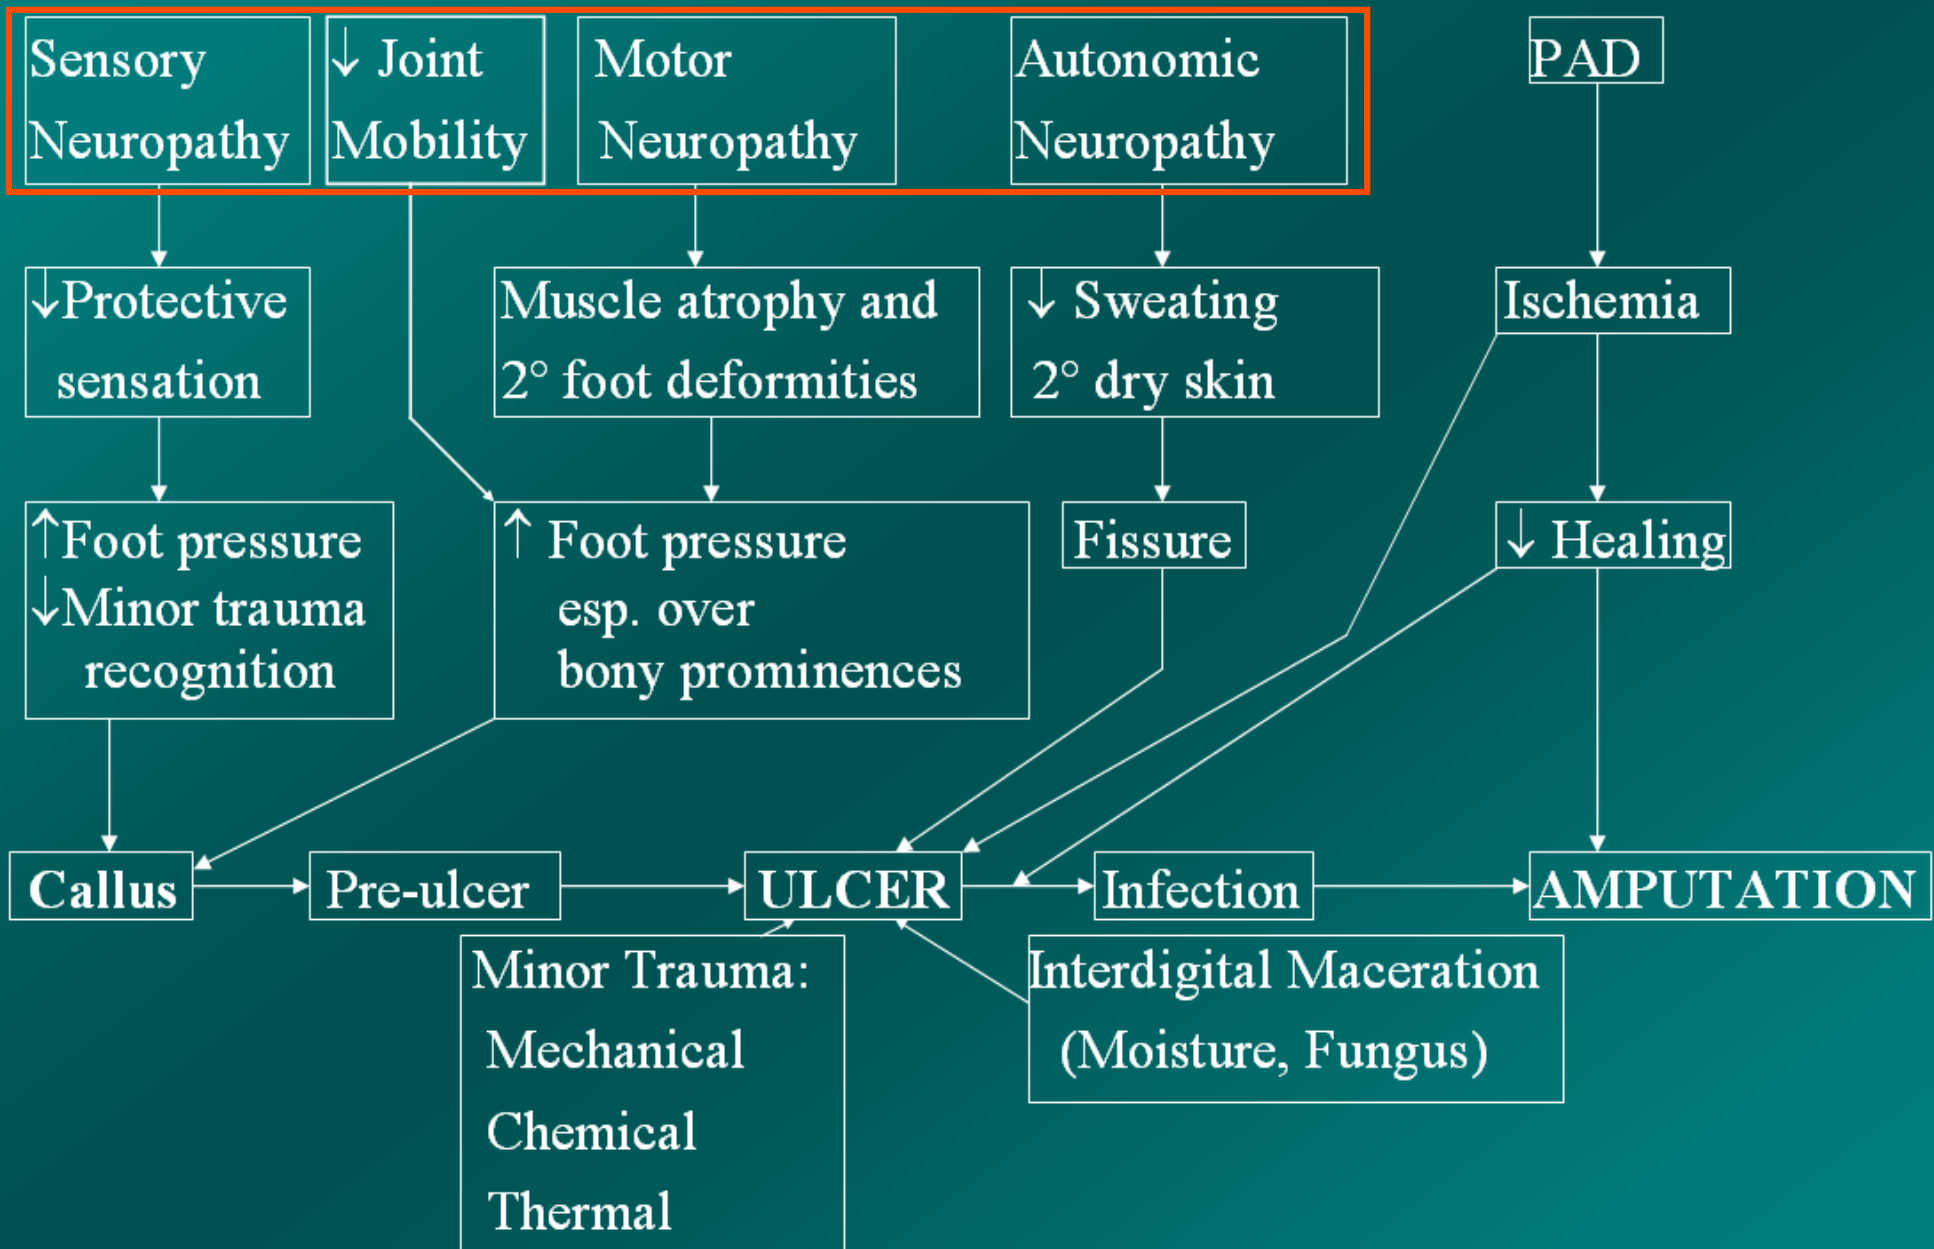 Sensory
Neuropathy
↓ Joint
Mobility
Motor
Neuropathy
Autonomic
Neuropathy
PAD
↓Protective
sensation
Muscle atrophy and
2° foot deformities
↓ Sweating
2° dry skin
Ischemia
↑Foot pressure
↓Minor trauma
recognition
↑ Foot pressure
esp. over
bony prominences
Fissure
↓ Healing
Callus
Pre-ulcer
ULCER
Infection
AMPUTATION
Minor Trauma:
Mechanical
Chemical
Thermal
Interdigital Maceration
(Moisture, Fungus)